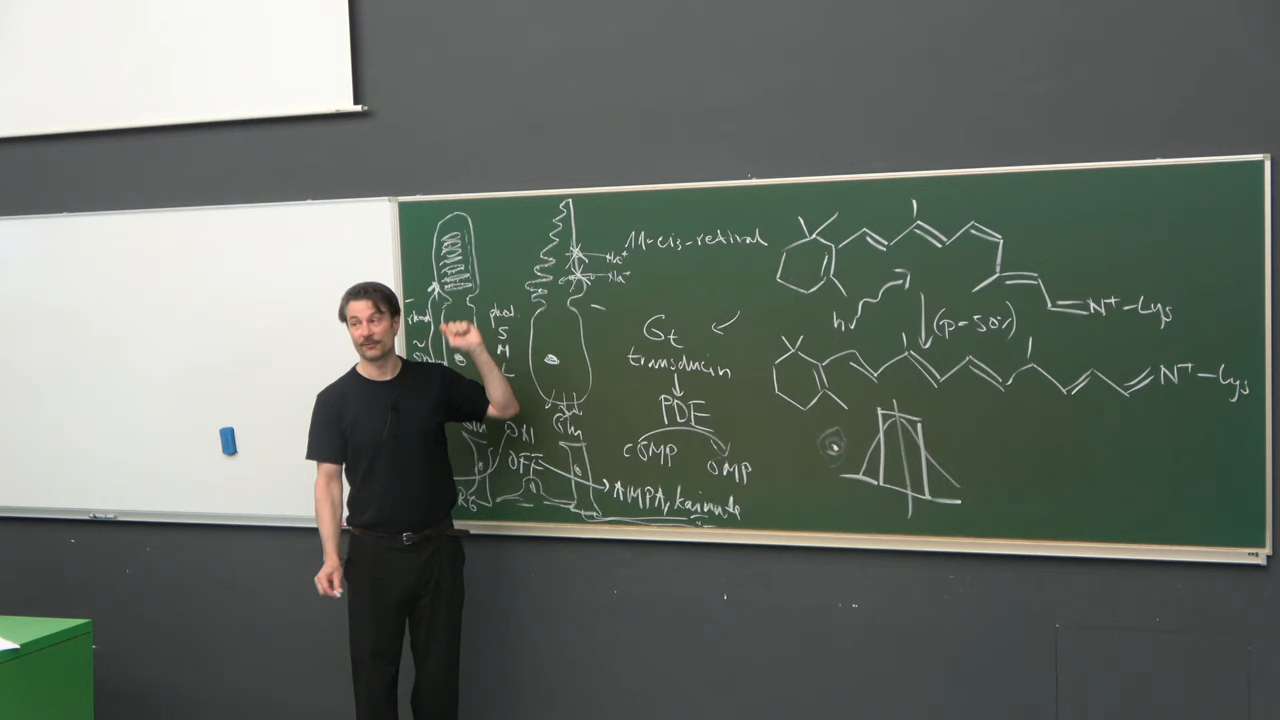 11-cis-retinal
Na⁺
Na⁺
phot.
S
M
L
Gt
transducin
PDE
cGMP
GMP
ON
OFF
Glu
AMPA, kainate
N⁺-Lys
hν
(p=50%)
N⁺-Lys